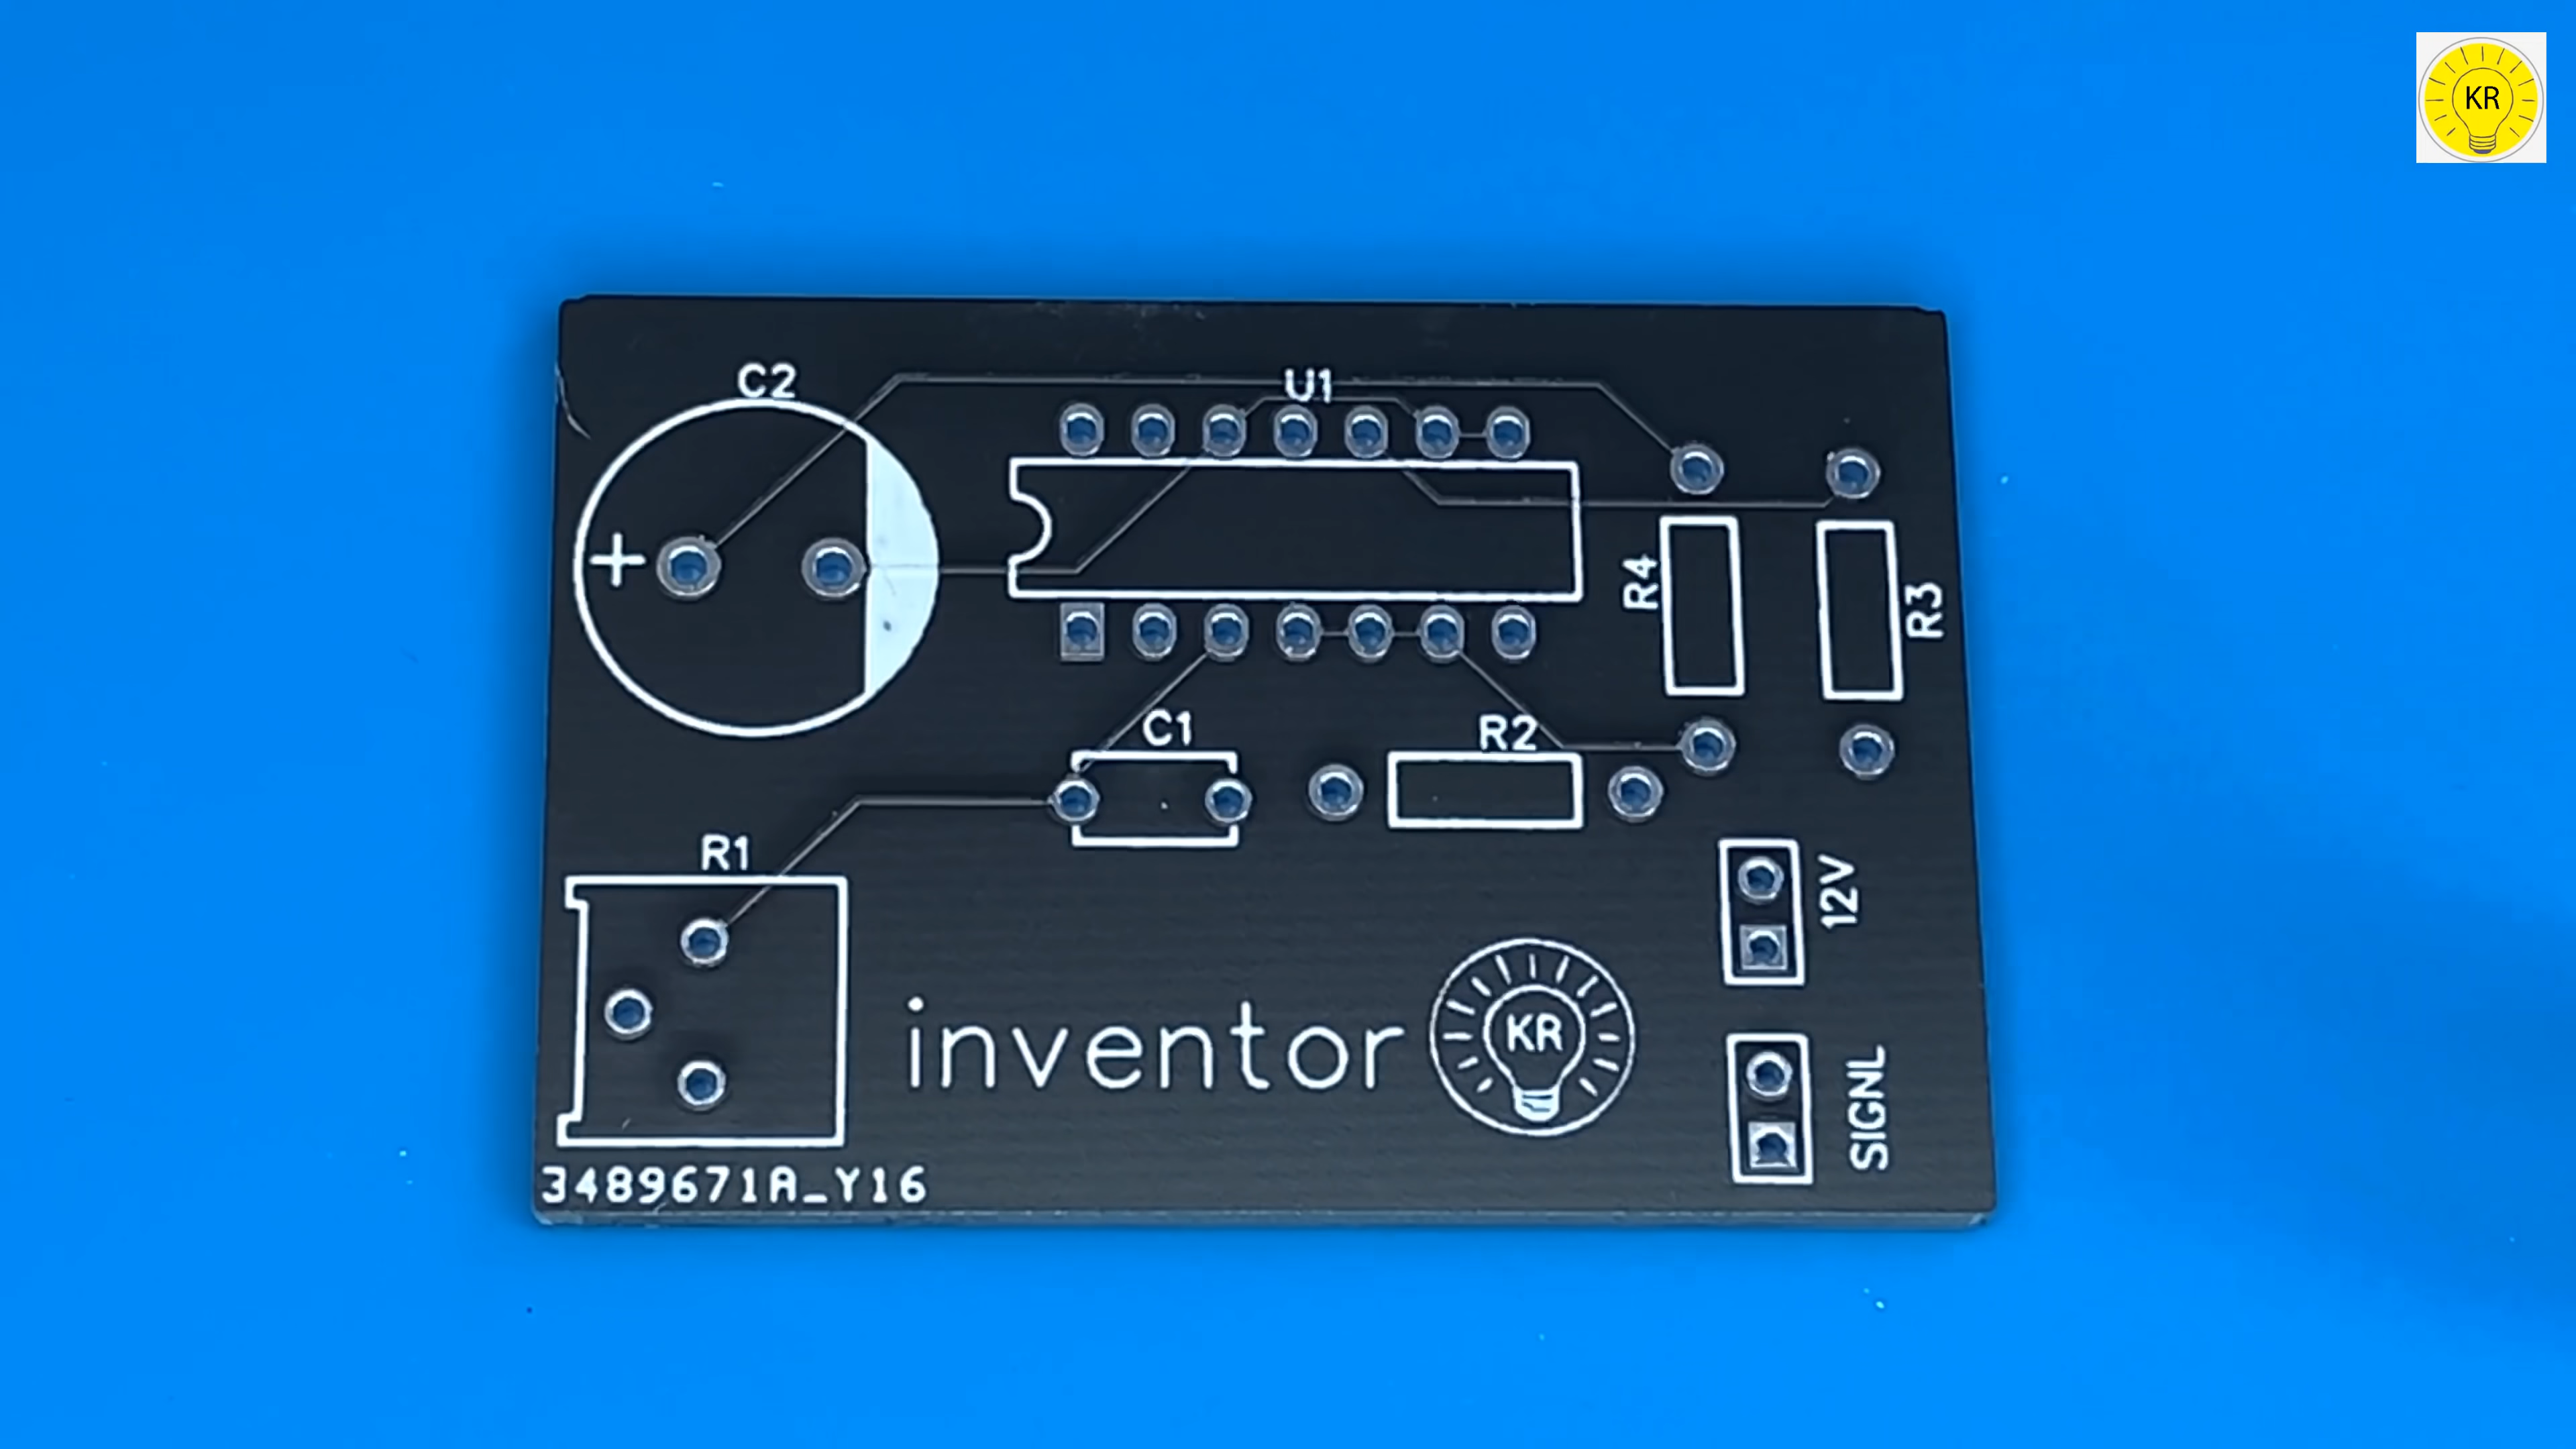 KR
C2
U1
R4
R3
C1
R2
R1
12V
inventor
KR
SIGNL
3489671A_Y16